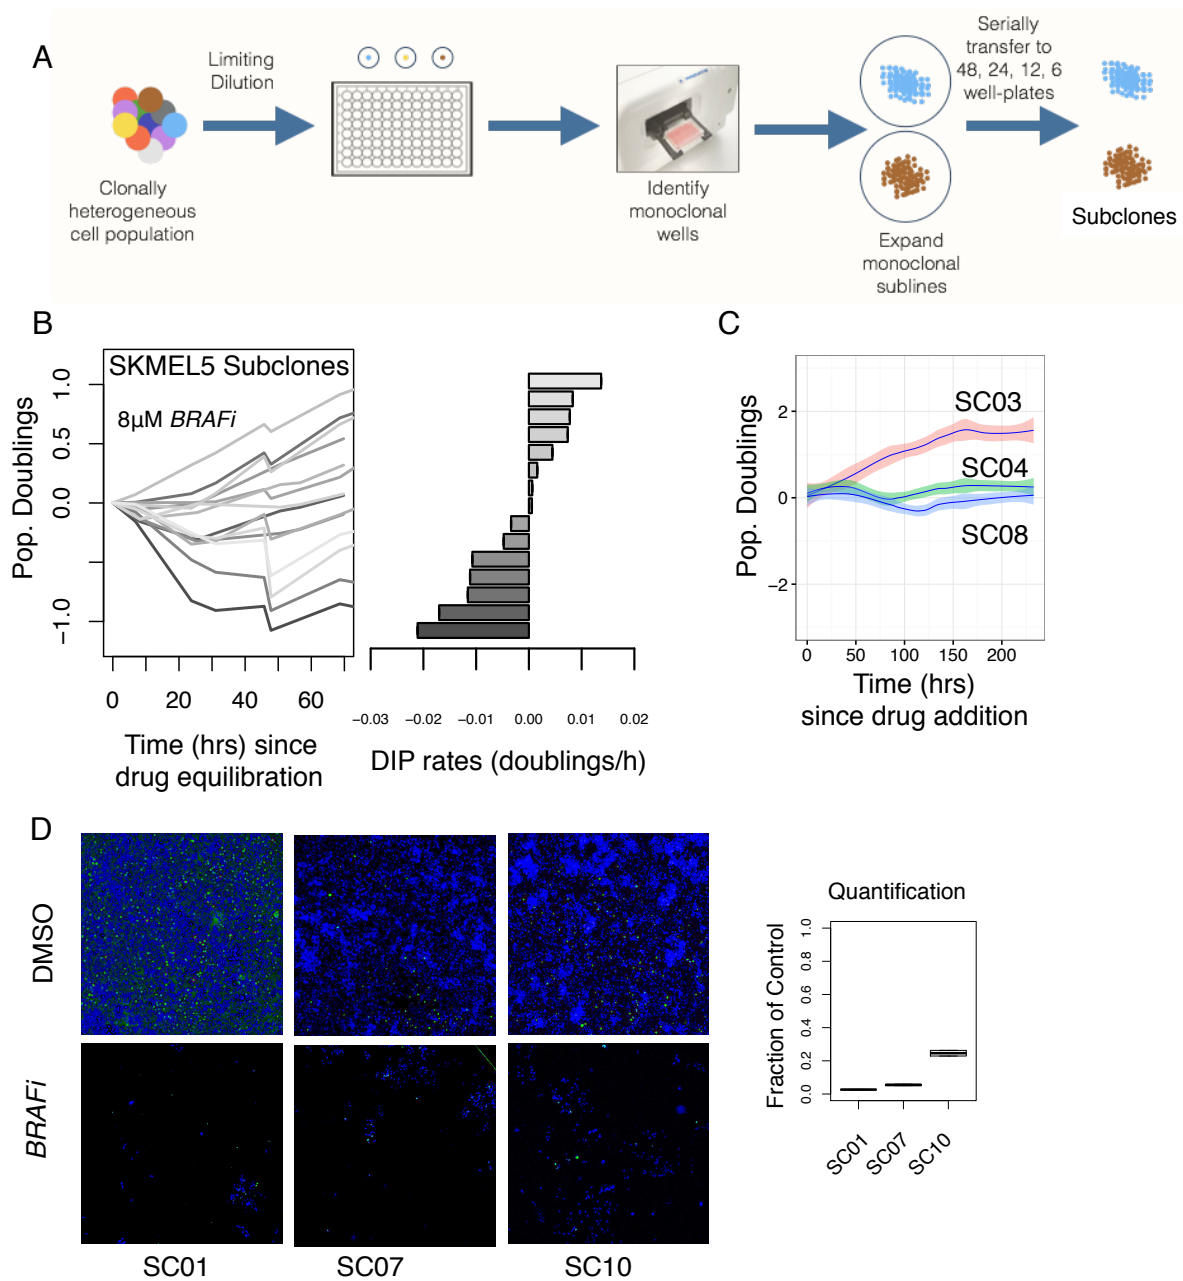 A
Limiting
Dilution
Clonally
heterogeneous
cell population
Identify
monoclonal
wells
Expand
monoclonal
sublines
Serially
transfer to
48, 24, 12, 6
well-plates
Subclones
B
SKMEL5 Subclones
8μM BRAFi
Pop. Doublings
1.0
0.5
0.0
−1.0
0 20 40 60
Time (hrs) since
drug equilibration
−0.03 −0.02 −0.01 0.00 0.01 0.02
DIP rates (doublings/h)
C
Pop. Doublings
2
0
−2
SC03
SC04
SC08
0 50 100 150 200
Time (hrs)
since drug addition
D
DMSO
BRAFi
SC01 SC07 SC10
Quantification
Fraction of Control
1.0
0.8
0.6
0.4
0.2
0.0
SC01 SC07 SC10